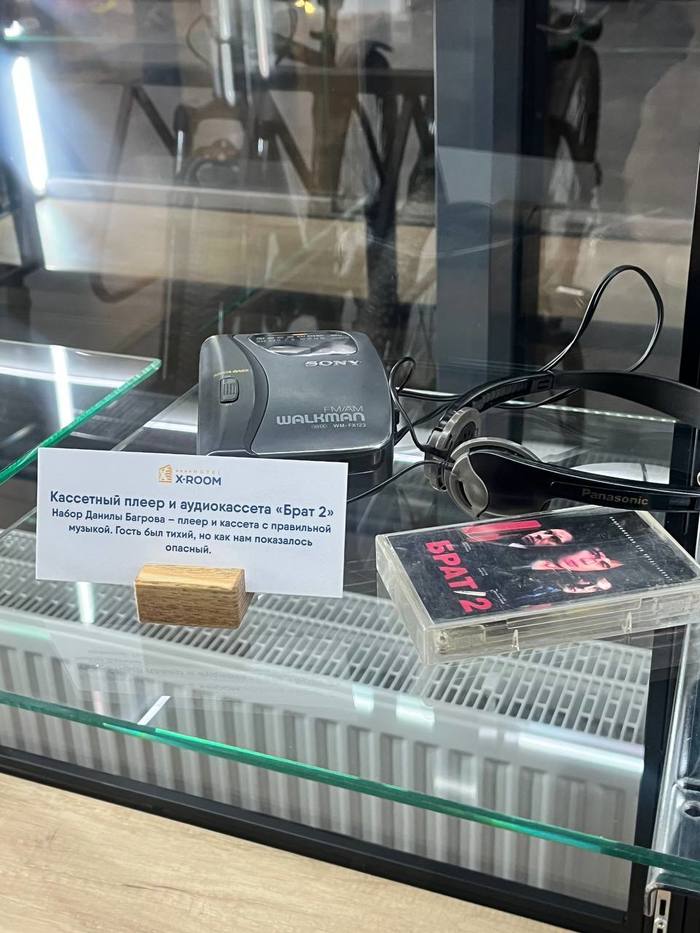 SONY
FM/AM
WALKMAN
WM-FX123
Panasonic
X-ROOM
Кассетный плеер и аудиокассета «Брат 2»
Набор Данилы Багрова – плеер и кассета с правильной
музыкой. Гость был тихий, но как нам показалось
опасный.
БРАТ/2